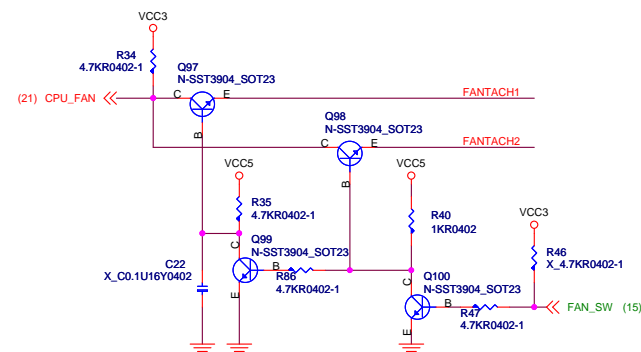 VCC3
R34
4.7KR0402-1
Q97
N-SST3904_SOT23
(21) CPU_FAN
C
E
FANTACH1
B
Q98
N-SST3904_SOT23
C
E
FANTACH2
B
VCC5
VCC5
R35
4.7KR0402-1
R40
1KR0402
VCC3
C
Q99
N-SST3904_SOT23
R46
X_4.7KR0402-1
C22
X_C0.1U16Y0402
B
R86
4.7KR0402-1
E
C
Q100
N-SST3904_SOT23
B
R47
4.7KR0402-1
E
FAN_SW (15)